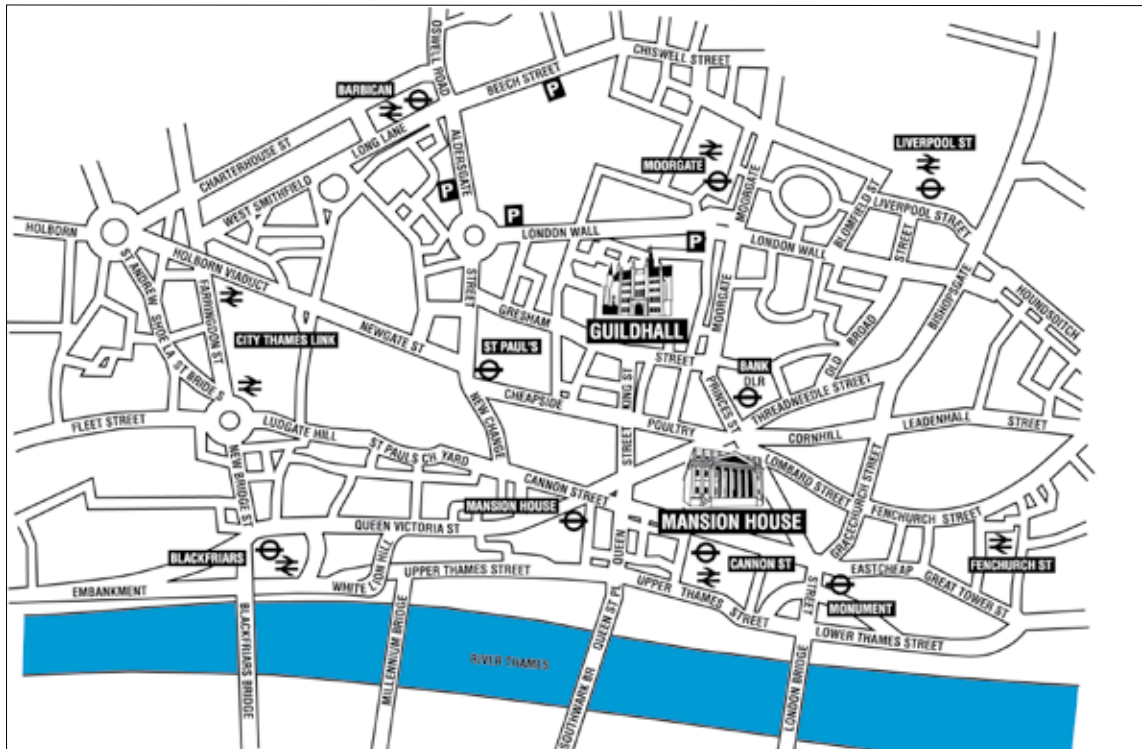 OSWELL ROAD
CHISWELL STREET
BEECH STREET
BARBICAN
P
LONG LANE
ALDERSGATE
CHARTERHOUSE ST
WEST SMITHFIELD
LIVERPOOL ST
MOORGATE
MOORGATE
BLOMFIELD ST
LIVERPOOL STREET
P
P
P
HOLBORN
LONDON WALL
LONDON WALL
STREET
BISHOPSGATE
HOUNDSDITCH
ST ANDREW
HOLBORN VIADUCT
FARRINGDON ST
STREET
GRESHAM
GUILDHALL
MOORGATE
OLD BROAD
SHOE LA
CITY THAMES LINK
NEWGATE ST
ST PAUL'S
STREET
BANK
DLR
PRINCES ST
THREADNEEDLE STREET
ST BRIDE S
CHEAPSIDE
KING ST
FLEET STREET
LUDGATE HILL
NEW CHANGE
POULTRY
CORNHILL
LEADENHALL
STREET
NEW BRIDGE ST
ST PAULS CH. YARD
STREET
LOMBARD STREET
GRACECHURCH STREET
CANNON STREET
MANSION HOUSE
MANSION HOUSE
FENCHURCH STREET
QUEEN VICTORIA ST
QUEEN
BLACKFRIARS
CANNON ST
EASTCHEAP
FENCHURCH ST
UPPER THAMES STREET
UPPER THAMES STREET
GREAT TOWER ST
EMBANKMENT
WHITE
HILL
STREET
MONUMENT
LOWER THAMES STREET
BLACKFRIARS BRIDGE
MILLENNIUM BRIDGE
QUEEN ST PL
RIVER THAMES
SOUTHWARK BR
LONDON BRIDGE